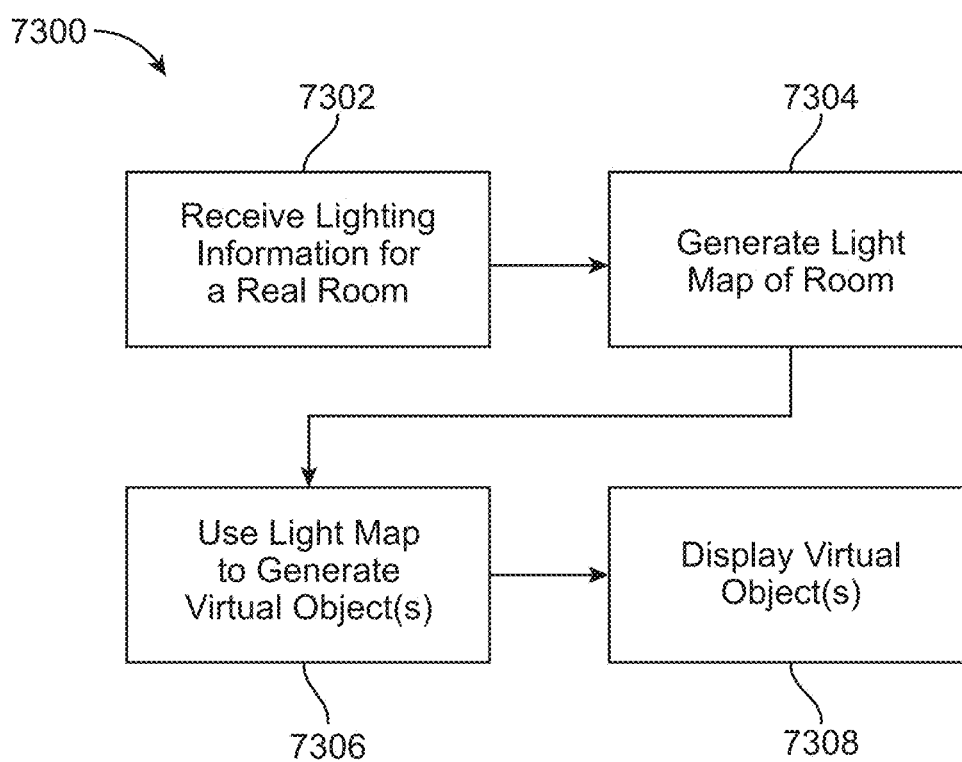 7300
7302
7304
Receive Lighting
Information for
a Real Room
Generate Light
Map of Room
Use Light Map
to Generate
Virtual Object(s)
Display Virtual
Object(s)
7306
7308